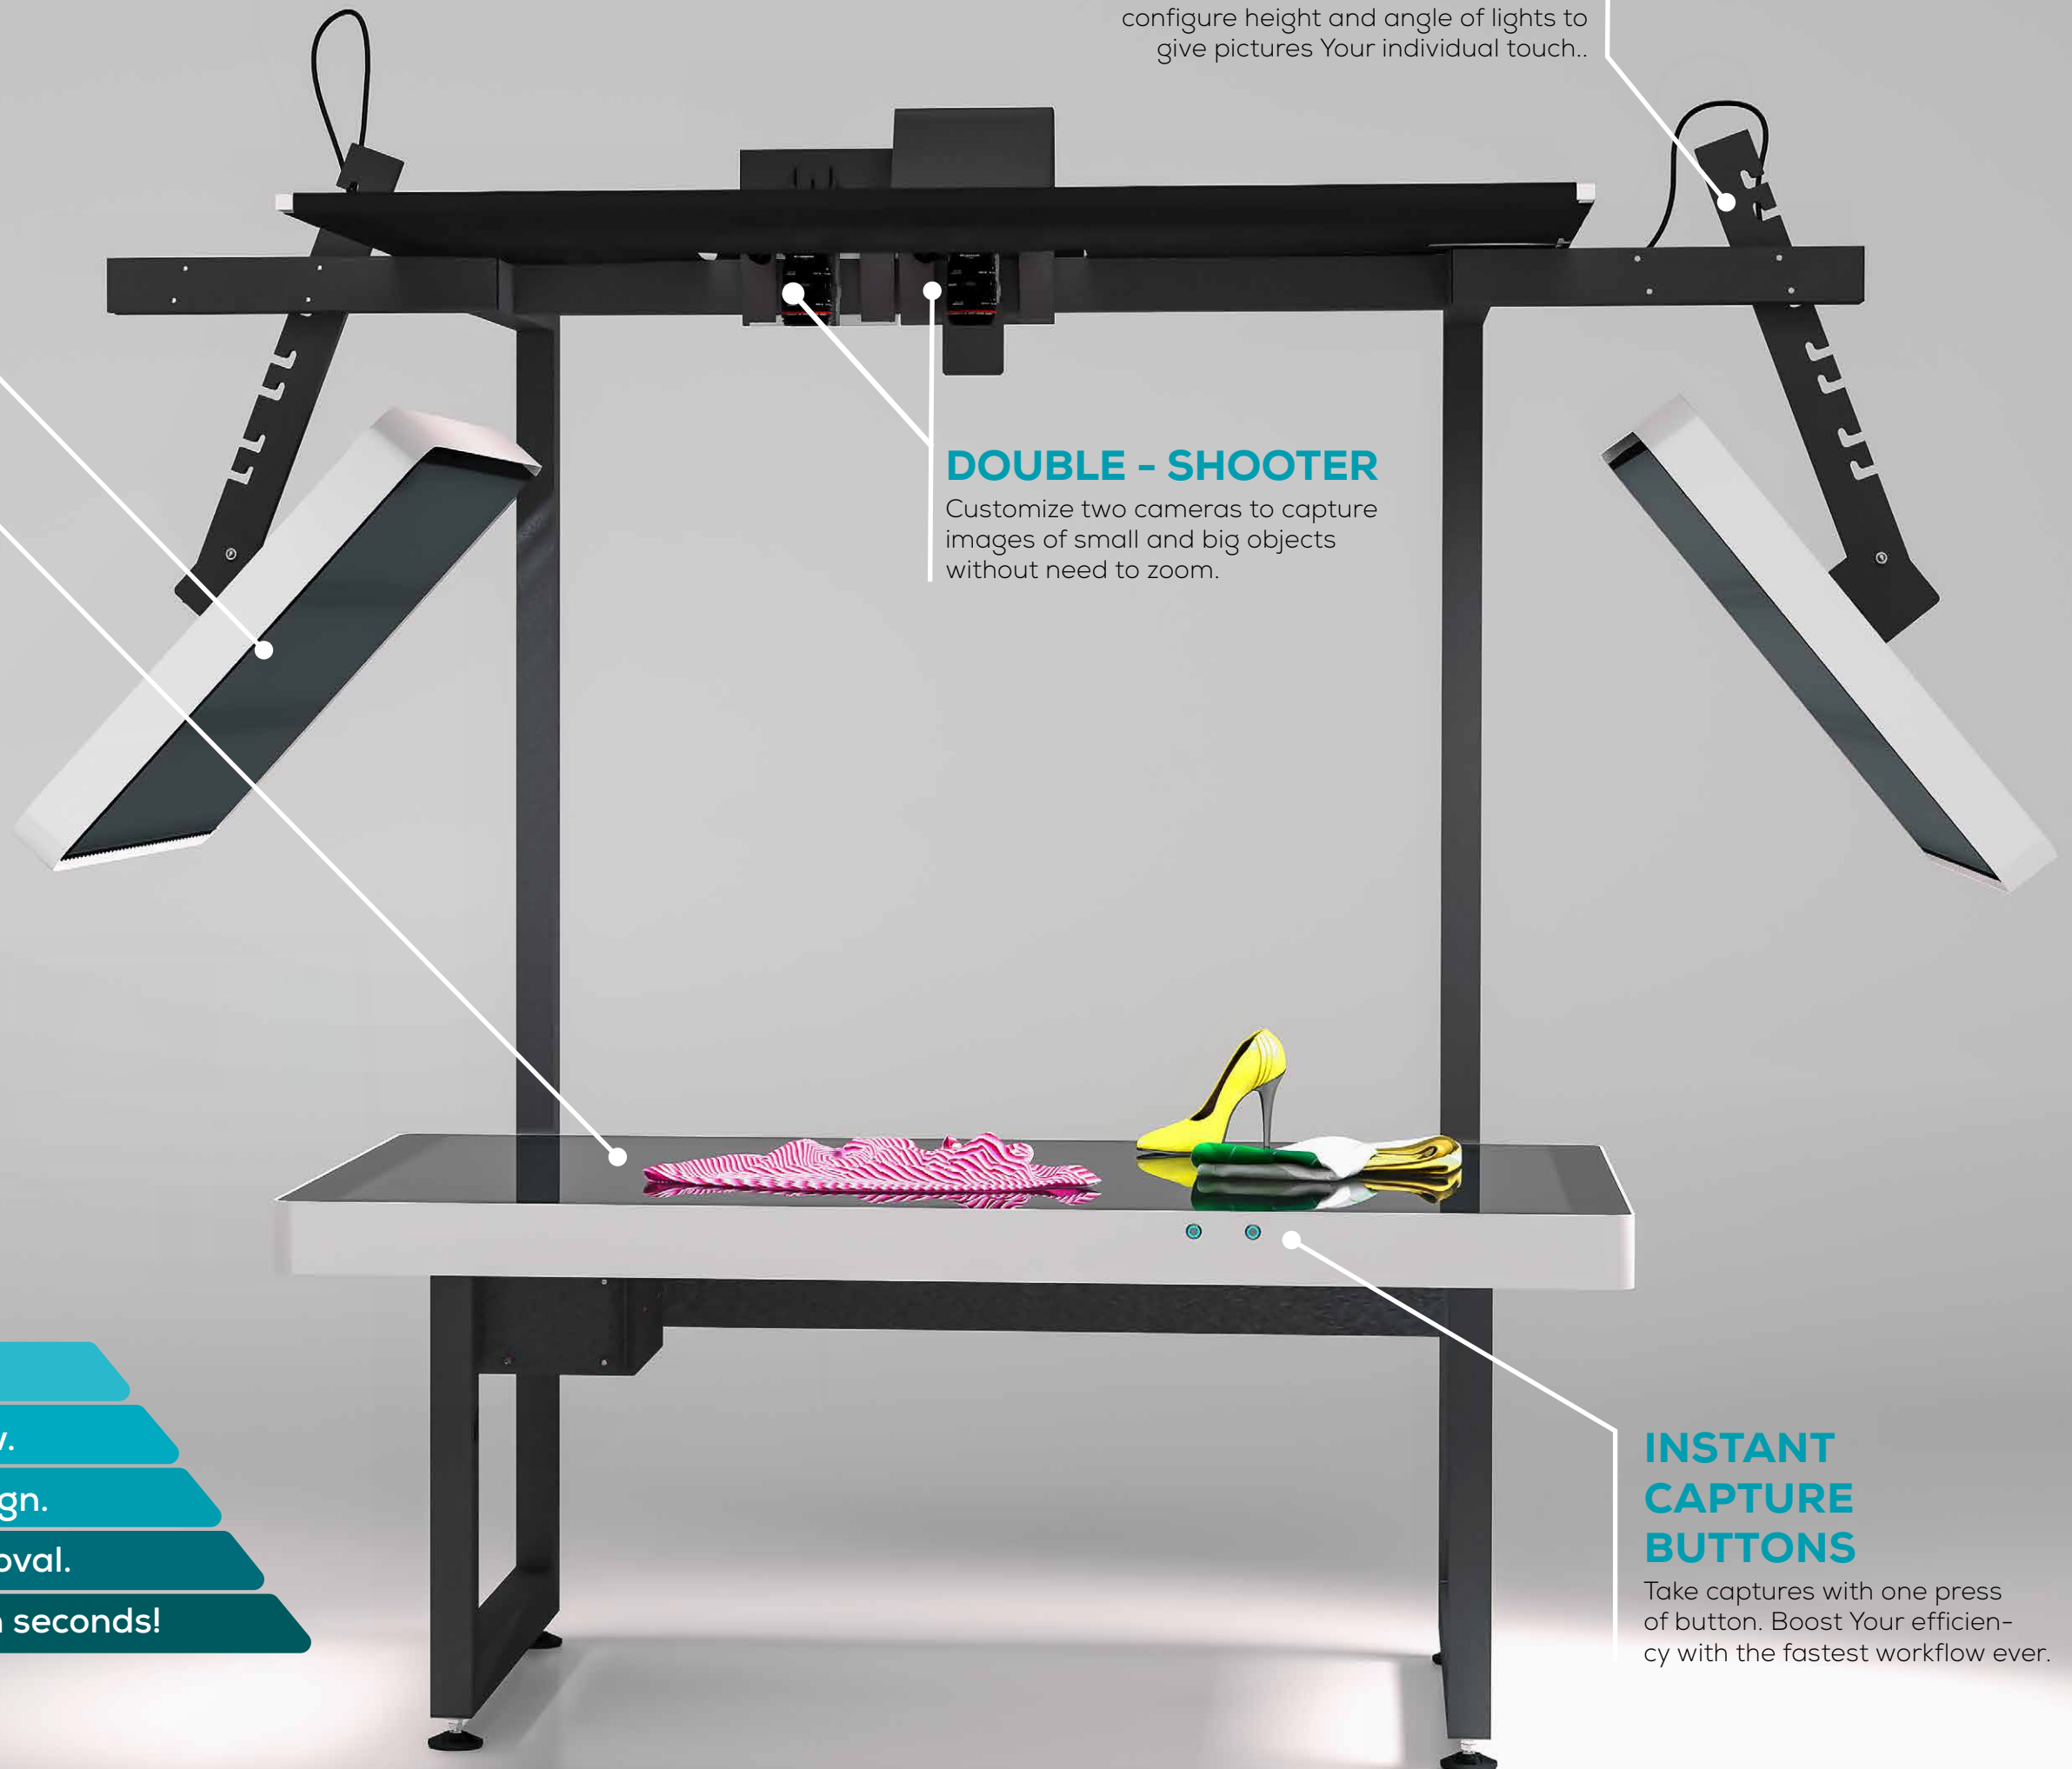 configure height and angle of lights to
give pictures Your individual touch..
DOUBLE - SHOOTER
Customize two cameras to capture
images of small and big objects
without need to zoom.
seconds!
INSTANT
CAPTURE
BUTTONS
Take captures with one press
of button. Boost Your efficien-
cy with the fastest workflow ever.